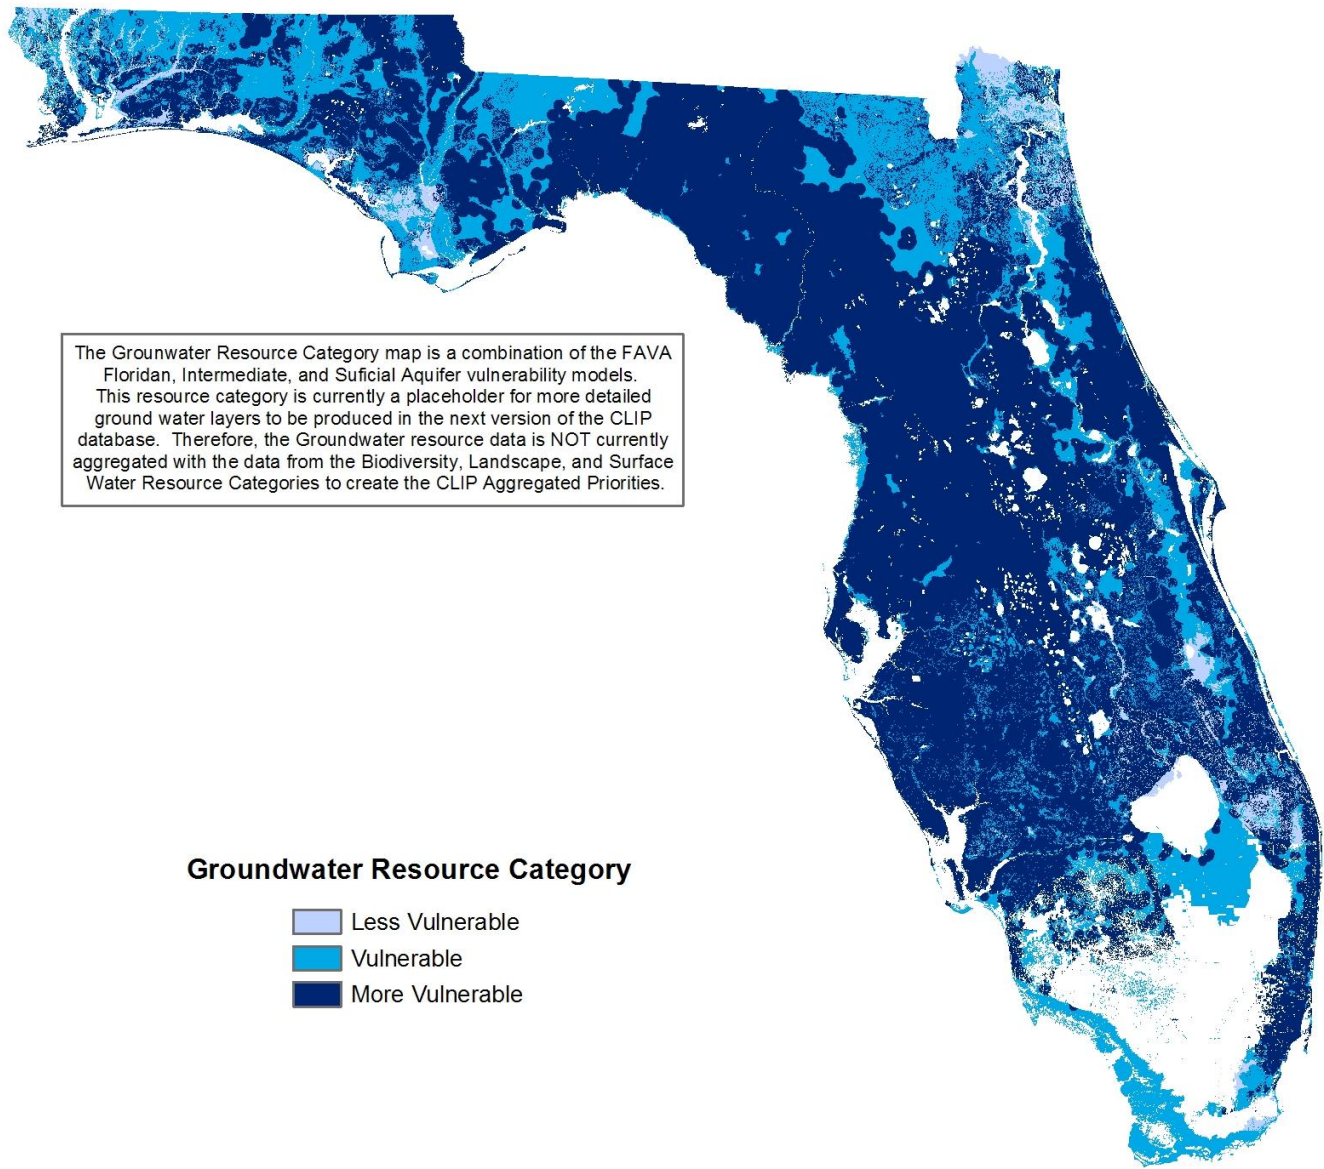 The Grounwater Resource Category map is a combination of the FAVA
Floridan, Intermediate, and Suficial Aquifer vulnerability models.
This resource category is currently a placeholder for more detailed
ground water layers to be produced in the next version of the CLIP
database.  Therefore, the Groundwater resource data is NOT currently
aggregated with the data from the Biodiversity, Landscape, and Surface
Water Resource Categories to create the CLIP Aggregated Priorities.
Groundwater Resource Category
Less Vulnerable
Vulnerable
More Vulnerable